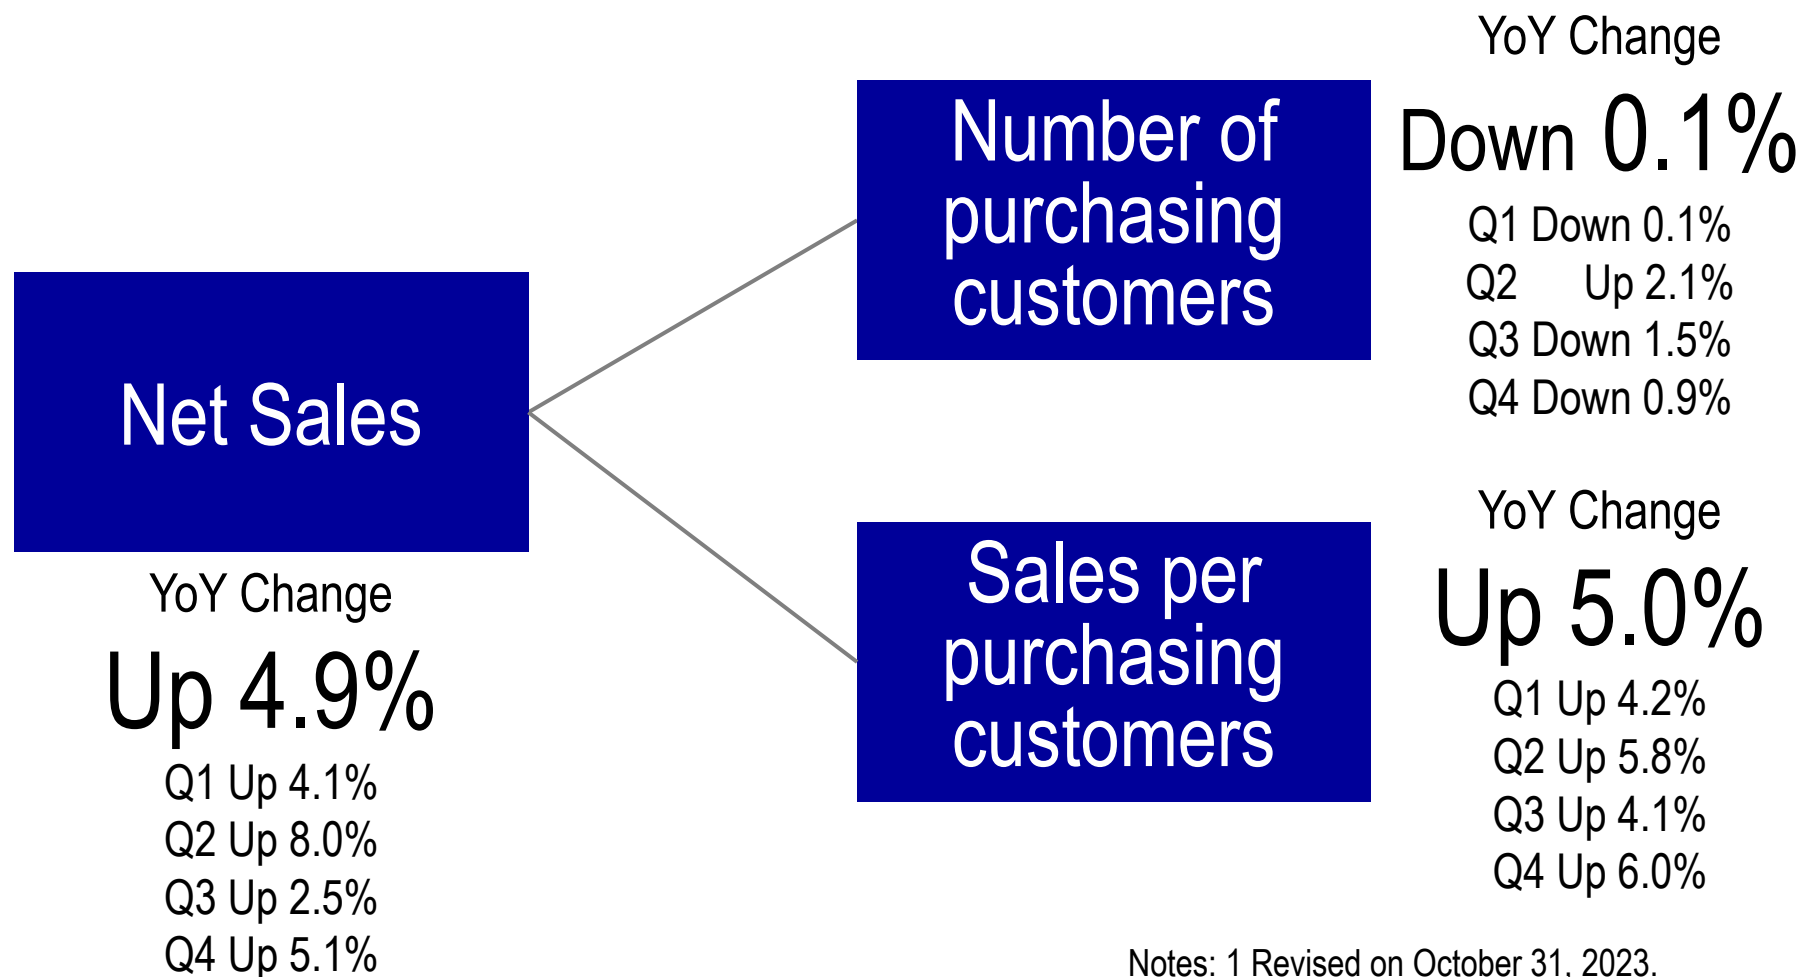 Net Sales
YoY Change
Up 4.9%
Q1 Up 4.1%
Q2 Up 8.0%
Q3 Up 2.5%
Q4 Up 5.1%
Number of
purchasing
customers
YoY Change
Down 0.1%
Q1 Down 0.1%
Q2 Up 2.1%
Q3 Down 1.5%
Q4 Down 0.9%
Sales per
purchasing
customers
YoY Change
Up 5.0%
Q1 Up 4.2%
Q2 Up 5.8%
Q3 Up 4.1%
Q4 Up 6.0%
Notes: 1 Revised on October 31, 2023.